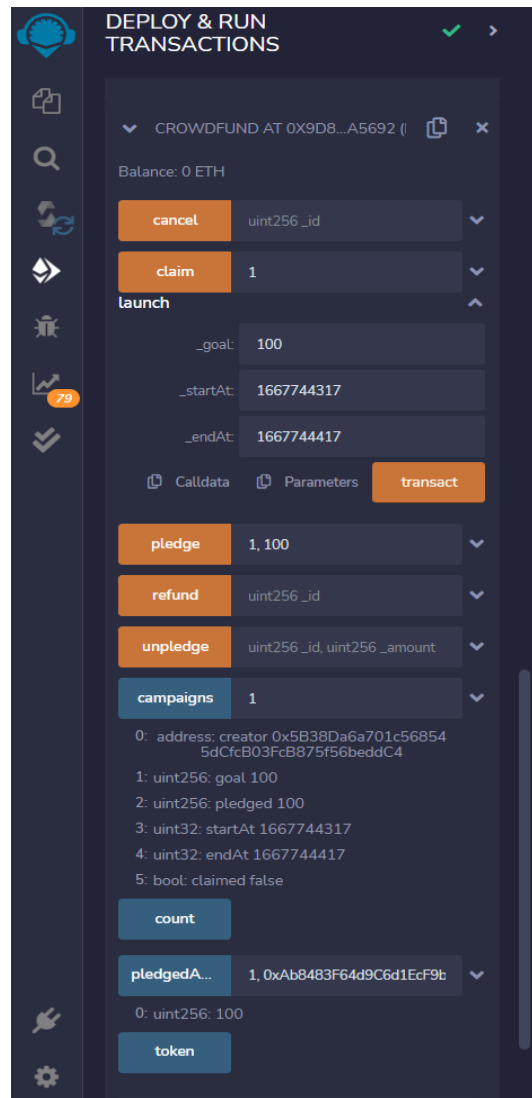 DEPLOY & RUN
TRANSACTIONS
CROWDFUND AT 0X9D8...A5692 (
Balance: 0 ETH
cancel uint256 _id
claim 1
launch
_goal: 100
_startAt: 1667744317
_endAt: 1667744417
Calldata Parameters transact
pledge 1, 100
refund uint256 _id
unpledge uint256 _id, uint256 _amount
campaigns 1
0: address: creator 0x5B38Da6a701c56854
5dCfcB03FcB875f56beddC4
1: uint256: goal 100
2: uint256: pledged 100
3: uint32: startAt 1667744317
4: uint32: endAt 1667744417
5: bool: claimed false
count
pledgedA... 1, 0xAb8483F64d9C6d1EcF9b
0: uint256: 100
token
79